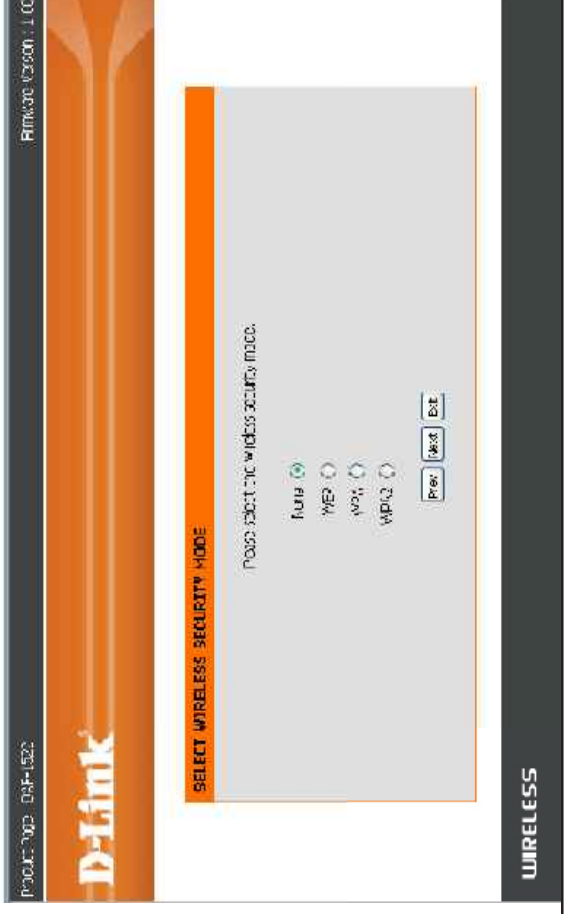 Product Page : DAP-1522 Firmware Version : 1.00
D-Link
SELECT WIRELESS SECURITY MODE
Please select the wireless security mode.
None
WEP
WPA
WPA2
Prev Next Exit
WIRELESS